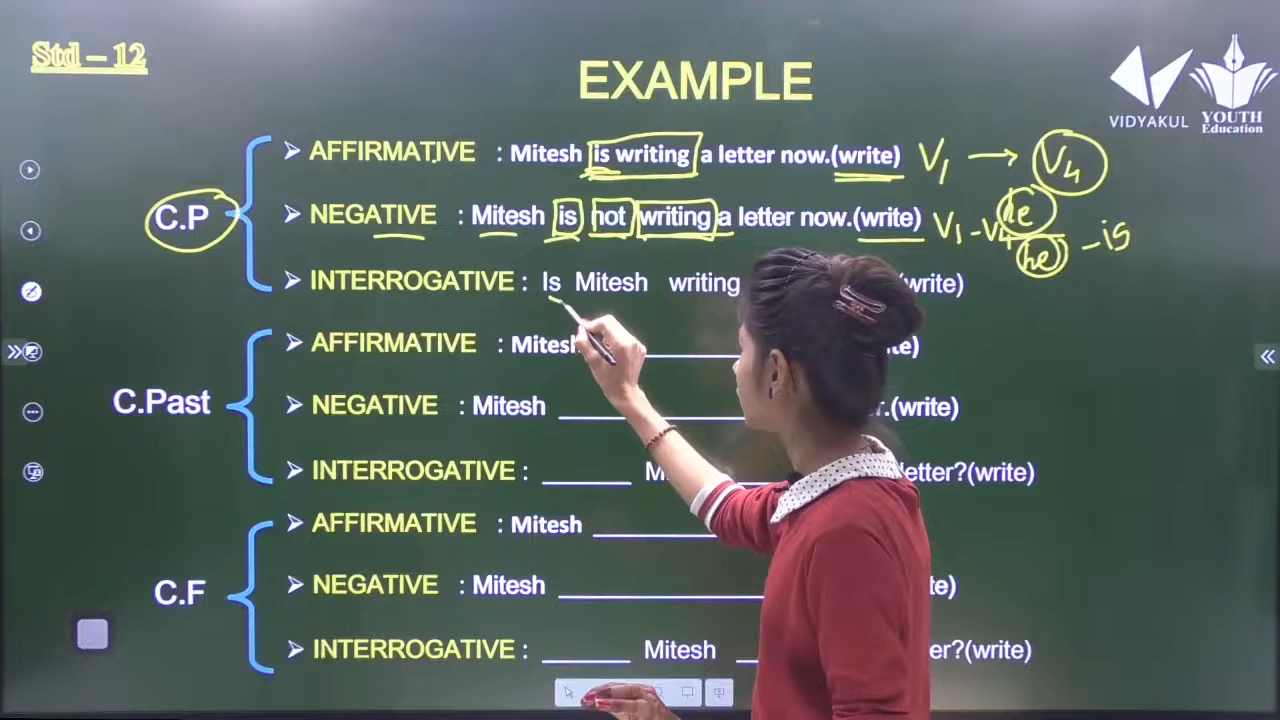 Std – 12
EXAMPLE
VIDYAKUL
YOUTH
Education
AFFIRMATIVE : Mitesh is writing a letter now.(write) V1 → V4
C.P
NEGATIVE : Mitesh is not writing a letter now.(write) V1 - V4 he
he - is
INTERROGATIVE : Is Mitesh writing write)
AFFIRMATIVE : Mitesh
C.Past
NEGATIVE : Mitesh (write)
INTERROGATIVE : letter?(write)
AFFIRMATIVE : Mitesh
C.F
NEGATIVE : Mitesh
INTERROGATIVE : Mitesh (write)